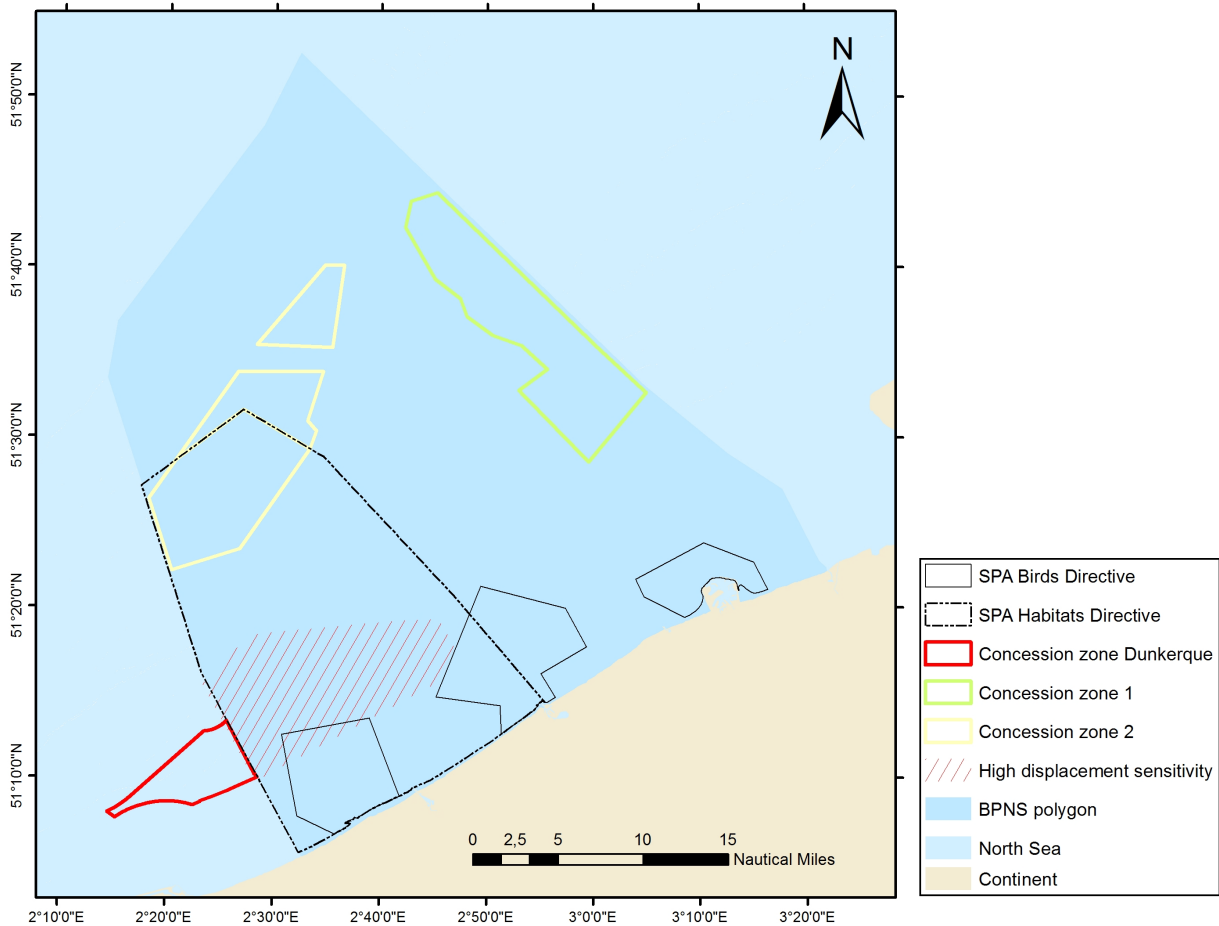 N
51°50'0"N
51°40'0"N
51°30'0"N
51°20'0"N
51°10'0"N
0 2,5 5 10 15
Nautical Miles
2°10'0"E 2°20'0"E 2°30'0"E 2°40'0"E 2°50'0"E 3°0'0"E 3°10'0"E 3°20'0"E
SPA Birds Directive
SPA Habitats Directive
Concession zone Dunkerque
Concession zone 1
Concession zone 2
High displacement sensitivity
BPNS polygon
North Sea
Continent